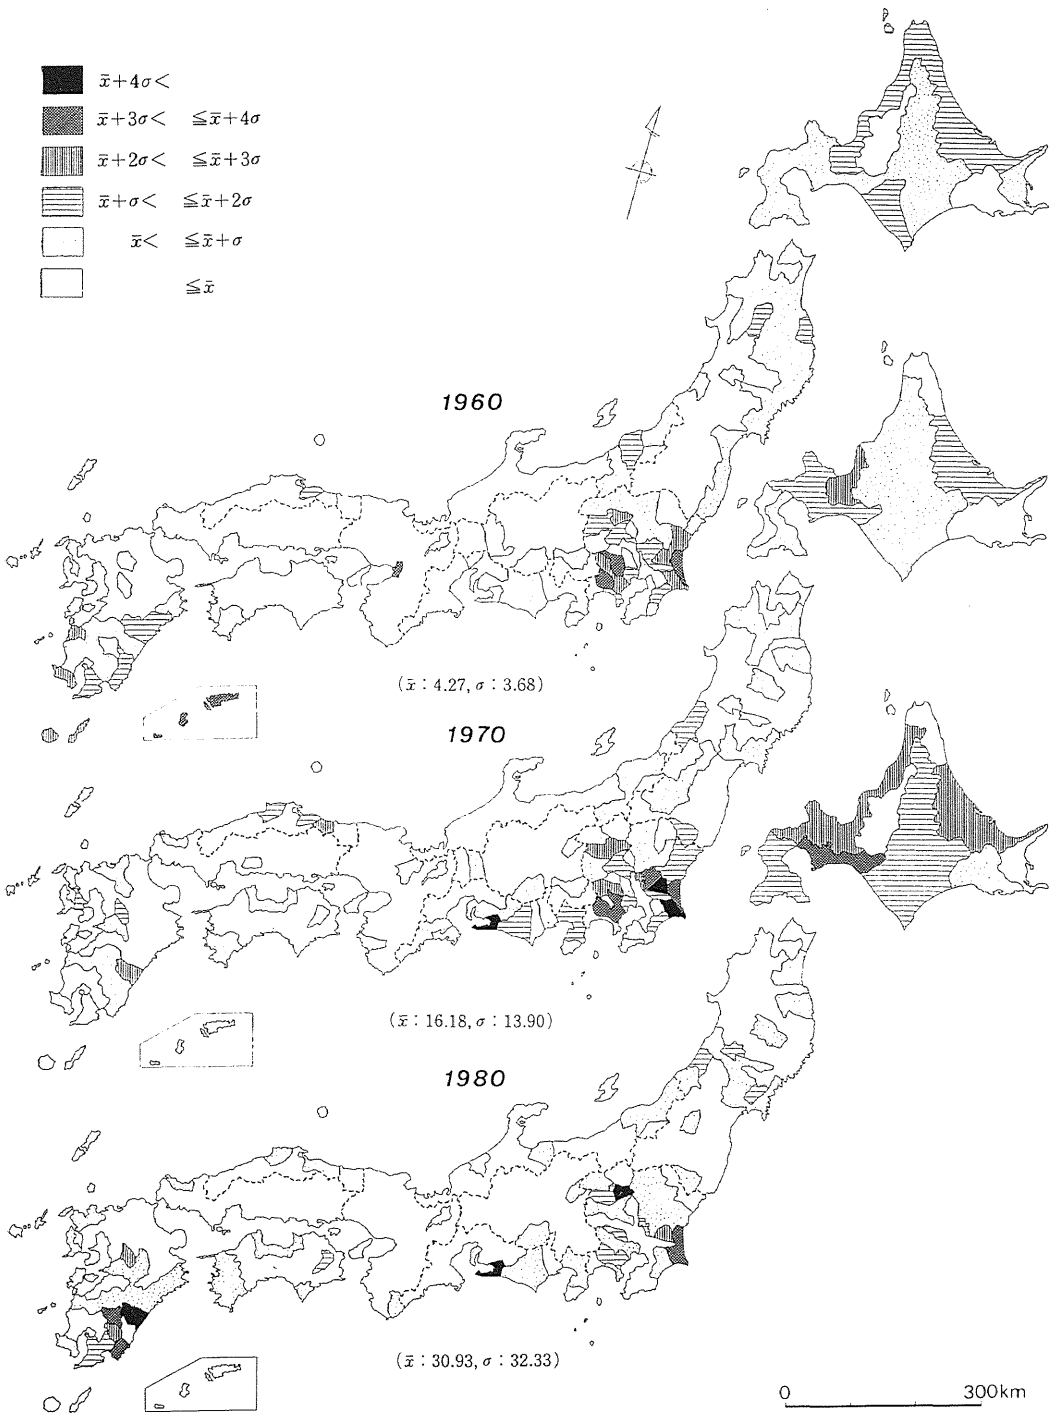 x̄+4σ<
x̄+3σ< ≦x̄+4σ
x̄+2σ< ≦x̄+3σ
x̄+σ< ≦x̄+2σ
x̄< ≦x̄+σ
≦x̄
1960
(x̄：4.27, σ：3.68)
1970
(x̄：16.18, σ：13.90)
1980
(x̄：30.93, σ：32.33)
0 300km